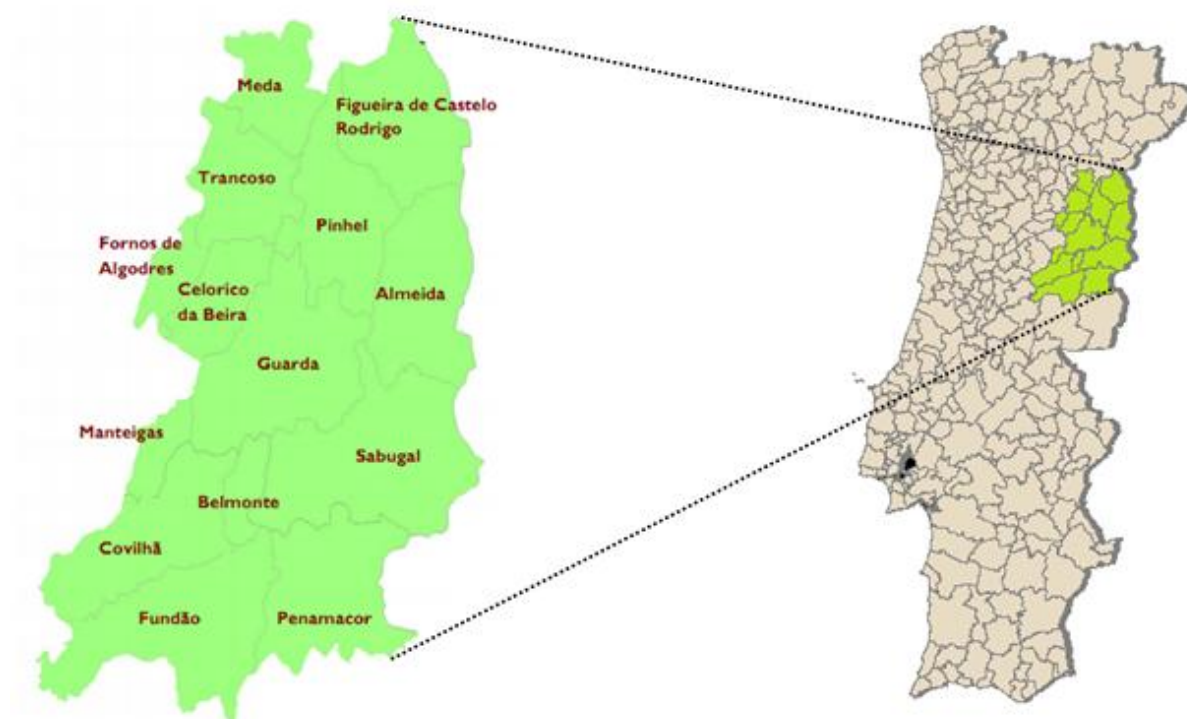 Meda
Figueira de Castelo
Rodrigo
Trancoso
Pinhel
Fornos de
Algodres
Celorico
da Beira
Almeida
Guarda
Manteigas
Sabugal
Belmonte
Covilhã
Fundão
Penamacor